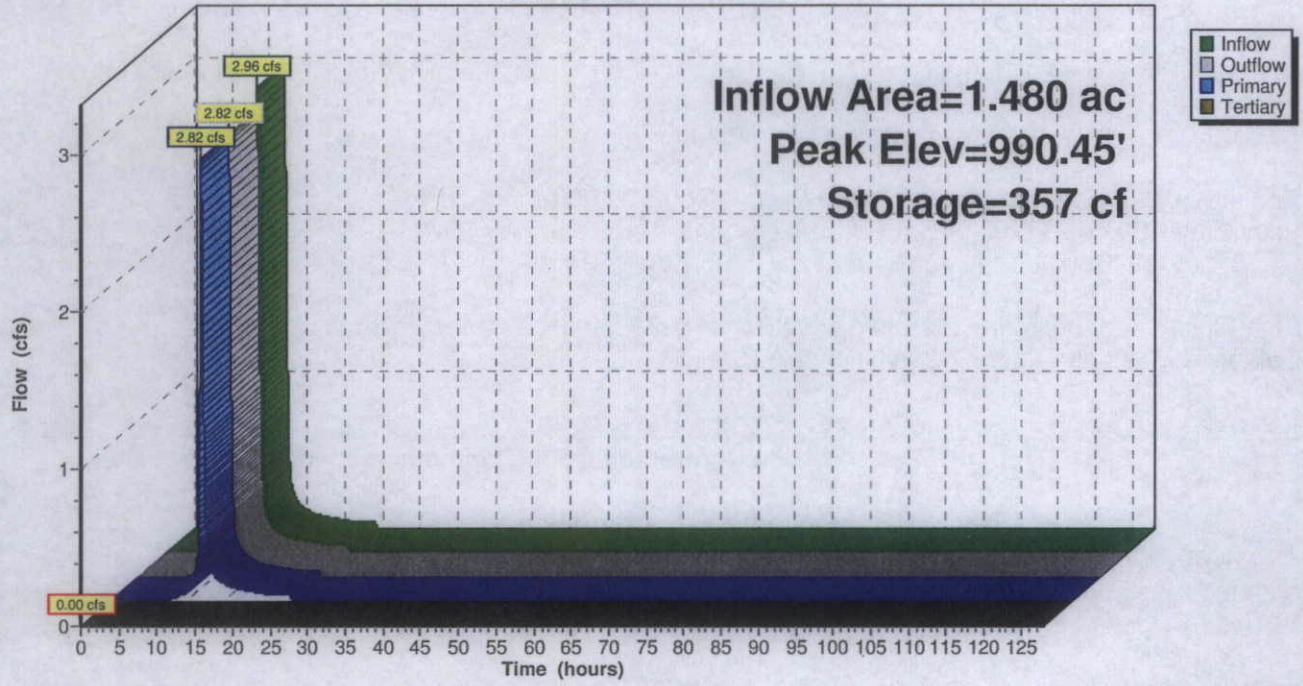 2.96 cfs
2.82 cfs
2.82 cfs
0.00 cfs
Inflow Area=1.480 ac
Peak Elev=990.45'
Storage=357 cf
Inflow
Outflow
Primary
Tertiary
Flow (cfs)
3
2
1
0
0 5 10 15 20 25 30 35 40 45 50 55 60 65 70 75 80 85 90 95 100 105 110 115 120 125
Time (hours)